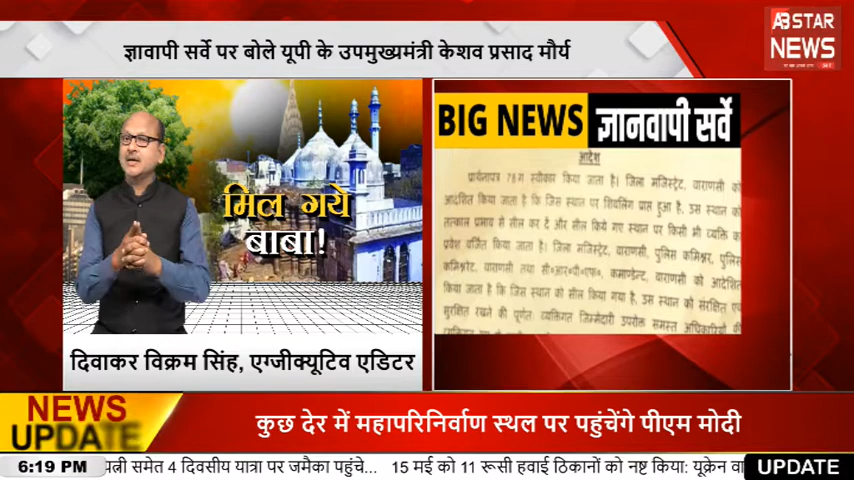 ज्ञावापी सर्वे पर बोले यूपी के उपमुख्यमंत्री केशव प्रसाद मौर्य
AB STAR
NEWS
मिल गये
बाबा!
दिवाकर विक्रम सिंह, एग्जीक्यूटिव एडिटर
BIG NEWS ज्ञानवापी सर्वे
आदेश
प्रार्थनापत्र 78 ग स्वीकार किया जाता है। जिला मजिस्ट्रेट, वाराणसी को
आदेशित किया जाता है कि जिस स्थान पर शिवलिंग प्राप्त हुआ है, उस स्थान को
तत्काल प्रभाव से सील कर दें और सील किये गए स्थान पर किसी भी व्यक्ति का
प्रवेश वर्जित किया जाता है। जिला मजिस्ट्रेट, वाराणसी, पुलिस कमिश्नर, पुलिस
कमिश्नरेट, वाराणसी तथा सी०आर०पी०एफ०, कमाण्डेन्ट, वाराणसी को आदेशित
किया जाता है कि जिस स्थान को सील किया गया है, उस स्थान को संरक्षित एवं
सुरक्षित रखने की पूर्णतः व्यक्तिगत जिम्मेदारी उपरोक्त समस्त अधिकारियों की
NEWS
UPDATE
कुछ देर में महापरिनिर्वाण स्थल पर पहुंचेंगे पीएम मोदी
6:19 PM पत्नी समेत 4 दिवसीय यात्रा पर जमैका पहुंचे... 15 मई को 11 रूसी हवाई ठिकानों को नष्ट किया: यूक्रेन वा UPDATE